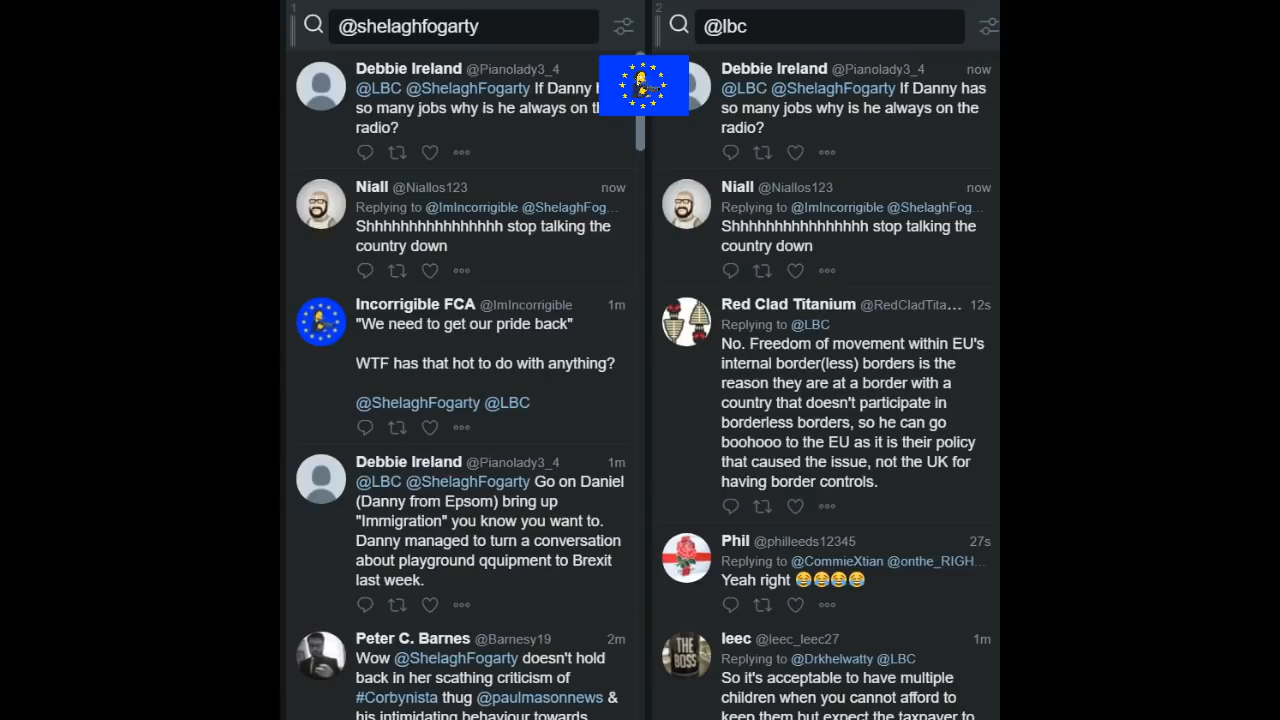 1
@shelaghfogarty
Debbie Ireland @Pianolady3_4
@LBC @ShelaghFogarty If Danny
so many jobs why is he always on
radio?
Niall @Niallos123 now
Replying to @ImIncorrigible @ShelaghFog...
Shhhhhhhhhhhhhhhh stop talking the
country down
Incorrigible FCA @ImIncorrigible 1m
"We need to get our pride back"
WTF has that hot to do with anything?
@ShelaghFogarty @LBC
Debbie Ireland @Pianolady3_4 1m
@LBC @ShelaghFogarty Go on Daniel
(Danny from Epsom) bring up
"Immigration" you know you want to.
Danny managed to turn a conversation
about playground qquipment to Brexit
last week.
Peter C. Barnes @Barnesy19 2m
Wow @ShelaghFogarty doesn't hold
back in her scathing criticism of
#Corbynista thug @paulmasonnews &
his intimidating behaviour towards
2
@lbc
Debbie Ireland @Pianolady3_4 now
@LBC @ShelaghFogarty If Danny has
so many jobs why is he always on the
radio?
Niall @Niallos123 now
Replying to @ImIncorrigible @ShelaghFog...
Shhhhhhhhhhhhhhhh stop talking the
country down
Red Clad Titanium @RedCladTita... 12s
Replying to @LBC
No. Freedom of movement within EU's
internal border(less) borders is the
reason they are at a border with a
country that doesn't participate in
borderless borders, so he can go
boohooo to the EU as it is their policy
that caused the issue, not the UK for
having border controls.
Phil @philleeds12345 27s
Replying to @CommieXtian @onthe_RIGH...
Yeah right 😂😂😂😂
THE
BOSS
leec @leec_leec27 1m
Replying to @Drkhelwatty @LBC
So it's acceptable to have multiple
children when you cannot afford to
keep them but expect the taxpayer to